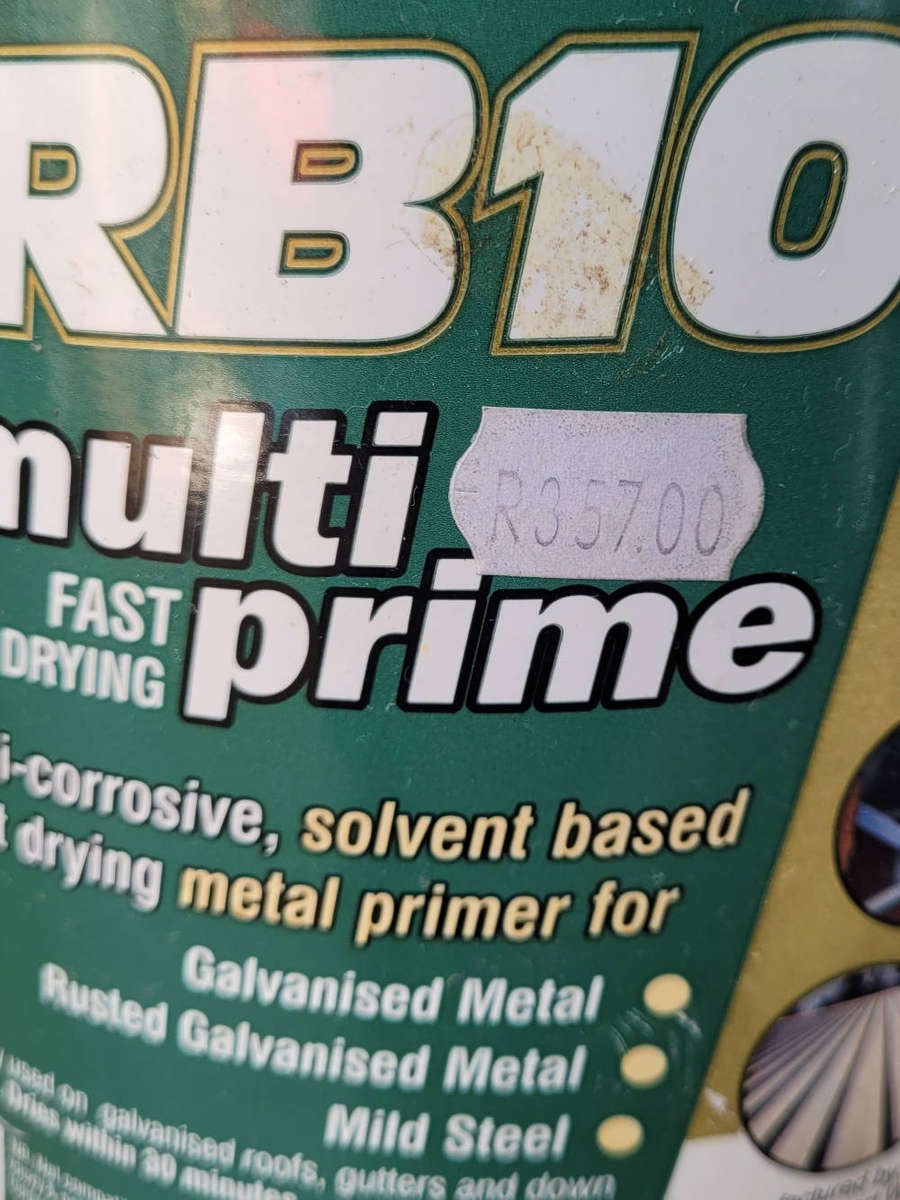 RB10
multi
R357.00
FAST
DRYING
prime
i-corrosive, solvent based
t drying metal primer for
Galvanised Metal
Rusted Galvanised Metal
Mild Steel
used on galvanised roofs, gutters and down
Dries within 30 minutes